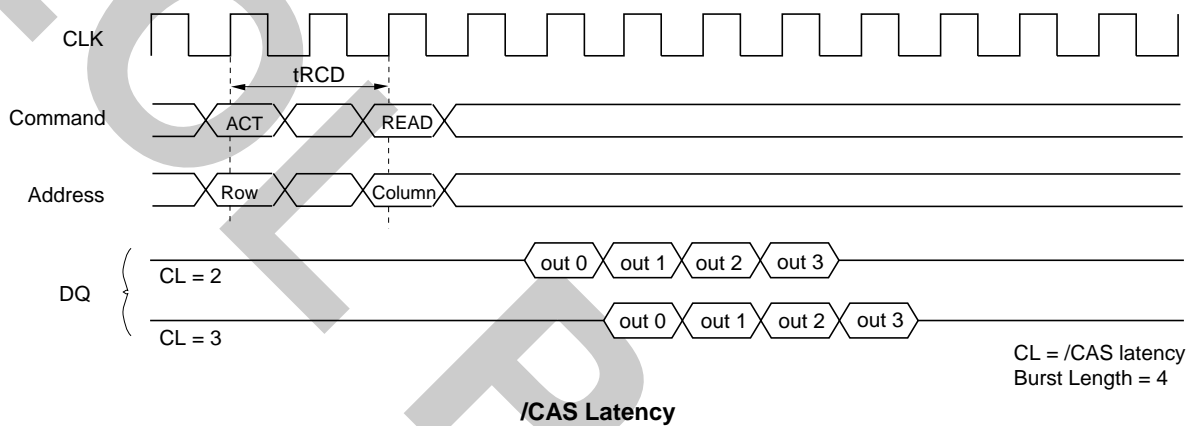 CLK
tRCD
Command ACT READ
Address Row Column
CL = 2 out 0 out 1 out 2 out 3
DQ
CL = 3 out 0 out 1 out 2 out 3
CL = /CAS latency
Burst Length = 4
/CAS Latency
O
L
P